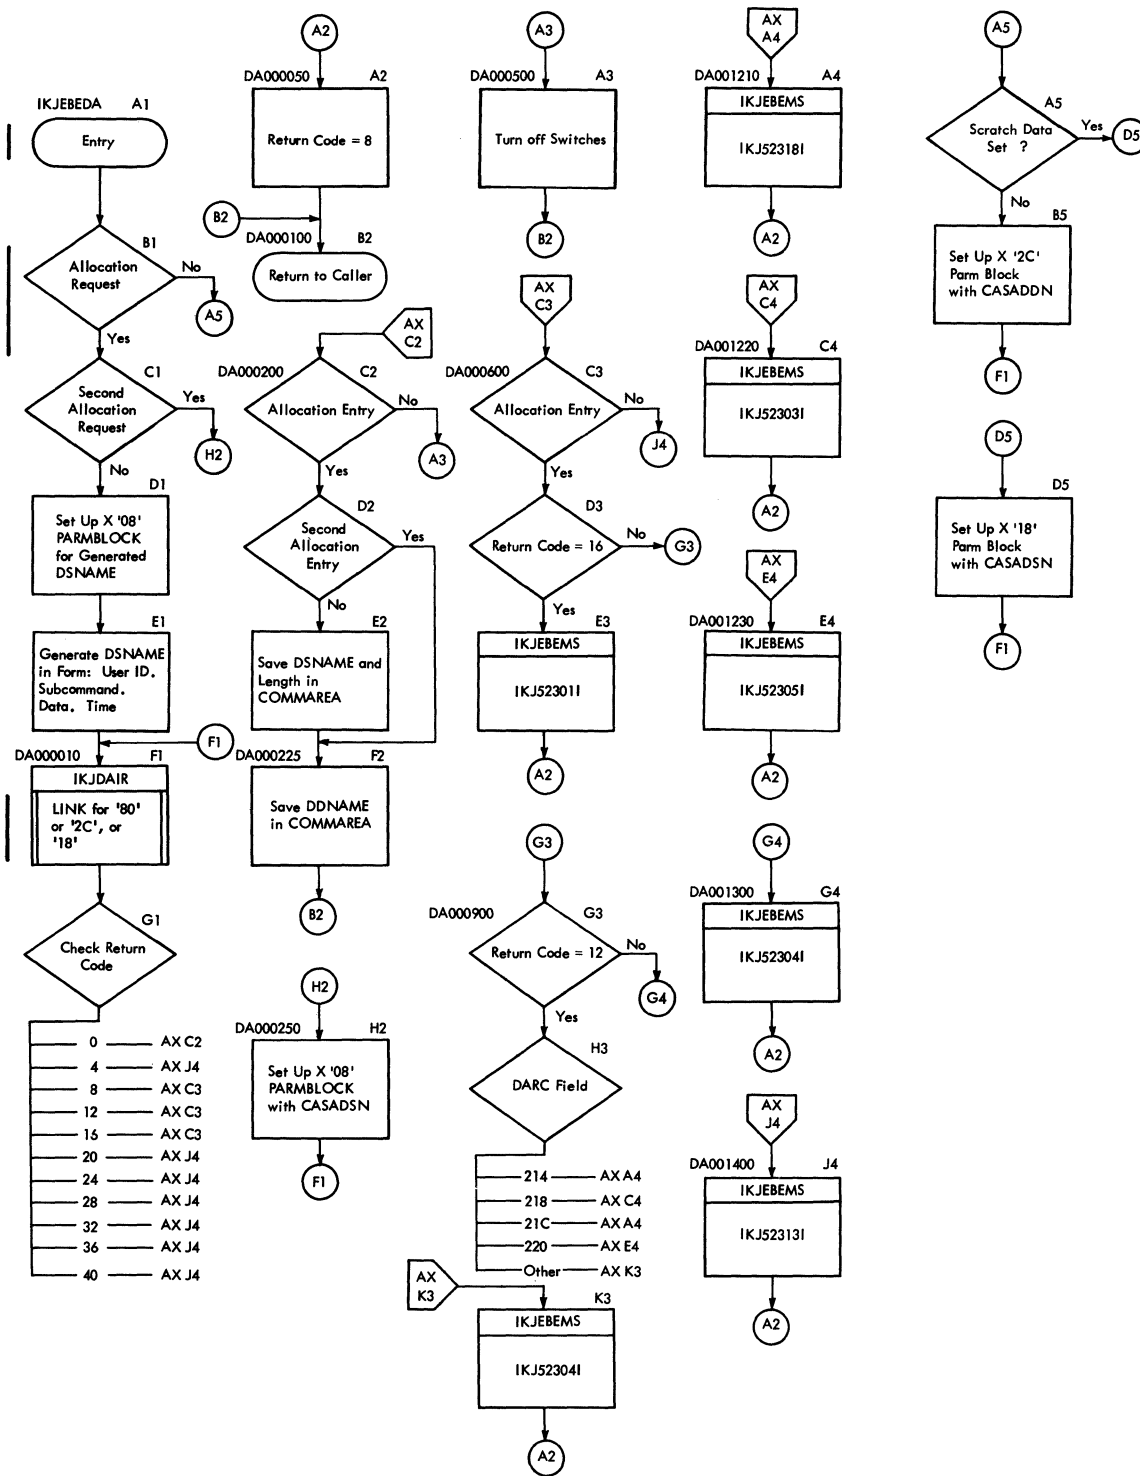 IKJEBEDA A1
Entry
B1
Allocation
Request
No
A5
Yes
C1
Second
Allocation
Request
Yes
H2
No
D1
Set Up X '08'
PARMBLOCK
for Generated
DSNAME
E1
Generate DSNAME
in Form: User ID.
Subcommand.
Data. Time
F1
DA000010 F1
IKJDAIR
LINK for '80'
or '2C', or
'18'
G1
Check Return
Code
0 AX C2
4 AX J4
8 AX C3
12 AX C3
16 AX C3
20 AX J4
24 AX J4
28 AX J4
32 AX J4
36 AX J4
40 AX J4
A2
DA000050 A2
Return Code = 8
B2
DA000100 B2
Return to Caller
AX
C2
DA000200 C2
Allocation Entry
No
A3
Yes
D2
Second
Allocation
Entry
Yes
No
E2
Save DSNAME and
Length in
COMMAREA
DA000225 F2
Save DDNAME
in COMMAREA
B2
H2
DA000250 H2
Set Up X '08'
PARMBLOCK
with CASADSN
F1
A3
DA000500 A3
Turn off Switches
B2
AX
C3
DA000600 C3
Allocation Entry
No
J4
Yes
D3
Return Code = 16
No
G3
Yes
E3
IKJEBEMS
IKJ52301I
A2
G3
DA000900 G3
Return Code = 12
No
G4
Yes
H3
DARC Field
214 AX A4
218 AX C4
21C AX A4
220 AX E4
Other AX K3
AX
K3
K3
IKJEBEMS
IKJ52304I
A2
AX
A4
DA001210 A4
IKJEBEMS
IKJ52318I
A2
AX
C4
DA001220 C4
IKJEBEMS
IKJ52303I
A2
AX
E4
DA001230 E4
IKJEBEMS
IKJ52305I
A2
G4
DA001300 G4
IKJEBEMS
IKJ52304I
A2
AX
J4
DA001400 J4
IKJEBEMS
IKJ52313I
A2
A5
A5
Scratch Data
Set ?
Yes
D5
No
B5
Set Up X '2C'
Parm Block
with CASADDN
F1
D5
D5
Set Up X '18'
Parm Block
with CASADSN
F1